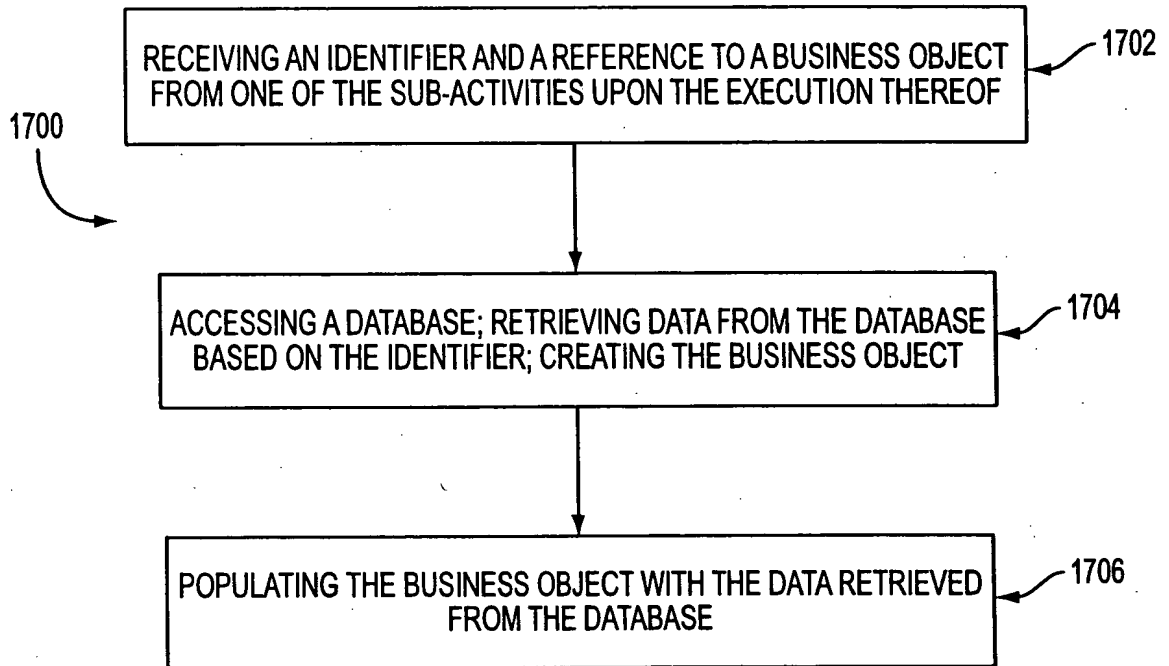 RECEIVING AN IDENTIFIER AND A REFERENCE TO A BUSINESS OBJECT
FROM ONE OF THE SUB-ACTIVITIES UPON THE EXECUTION THEREOF
1702
1700
ACCESSING A DATABASE; RETRIEVING DATA FROM THE DATABASE
BASED ON THE IDENTIFIER; CREATING THE BUSINESS OBJECT
1704
POPULATING THE BUSINESS OBJECT WITH THE DATA RETRIEVED
FROM THE DATABASE
1706